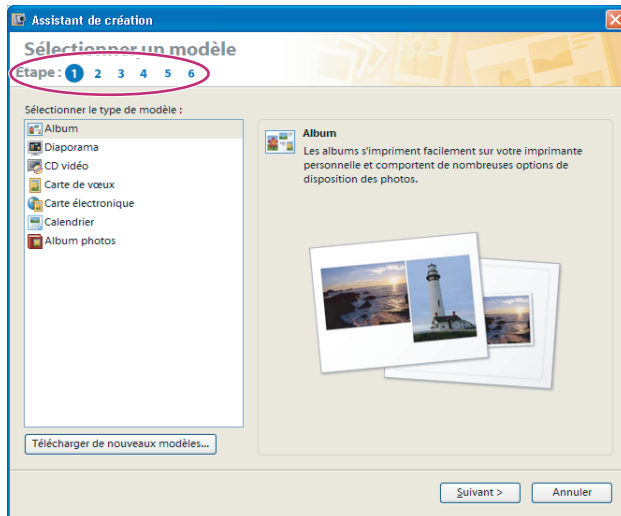 Assistant de création
Sélectionner un modèle
Étape : 1 2 3 4 5 6
Sélectionner le type de modèle :
Album
Diaporama
CD vidéo
Carte de vœux
Carte électronique
Calendrier
Album photos
Album
Les albums s'impriment facilement sur votre imprimante
personnelle et comportent de nombreuses options de
disposition des photos.
Télécharger de nouveaux modèles...
Suivant >
Annuler